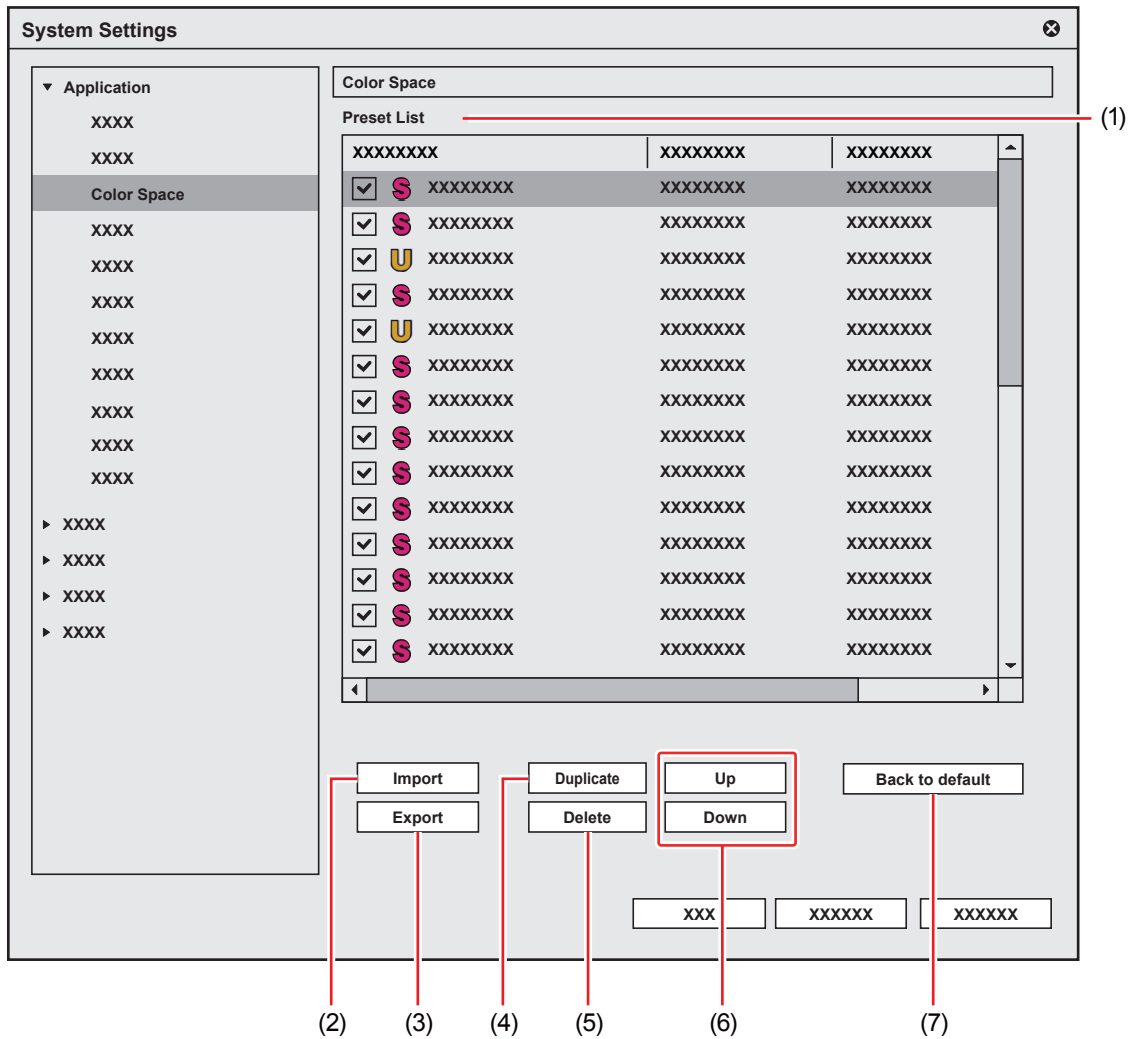 System Settings
Application
XXXX
XXXX
Color Space
XXXX
XXXX
XXXX
XXXX
XXXX
XXXX
XXXX
XXXX
XXXX
XXXX
XXXX
XXXX
Color Space
Preset List
(1)
XXXXXXXX XXXXXXXX XXXXXXXX
S XXXXXXXX XXXXXXXX XXXXXXXX
S XXXXXXXX XXXXXXXX XXXXXXXX
U XXXXXXXX XXXXXXXX XXXXXXXX
S XXXXXXXX XXXXXXXX XXXXXXXX
U XXXXXXXX XXXXXXXX XXXXXXXX
S XXXXXXXX XXXXXXXX XXXXXXXX
S XXXXXXXX XXXXXXXX XXXXXXXX
S XXXXXXXX XXXXXXXX XXXXXXXX
S XXXXXXXX XXXXXXXX XXXXXXXX
S XXXXXXXX XXXXXXXX XXXXXXXX
S XXXXXXXX XXXXXXXX XXXXXXXX
S XXXXXXXX XXXXXXXX XXXXXXXX
S XXXXXXXX XXXXXXXX XXXXXXXX
S XXXXXXXX XXXXXXXX XXXXXXXX
Import Duplicate Up Back to default
Export Delete Down
XXX XXXXXX XXXXXX
(2) (3) (4) (5) (6) (7)